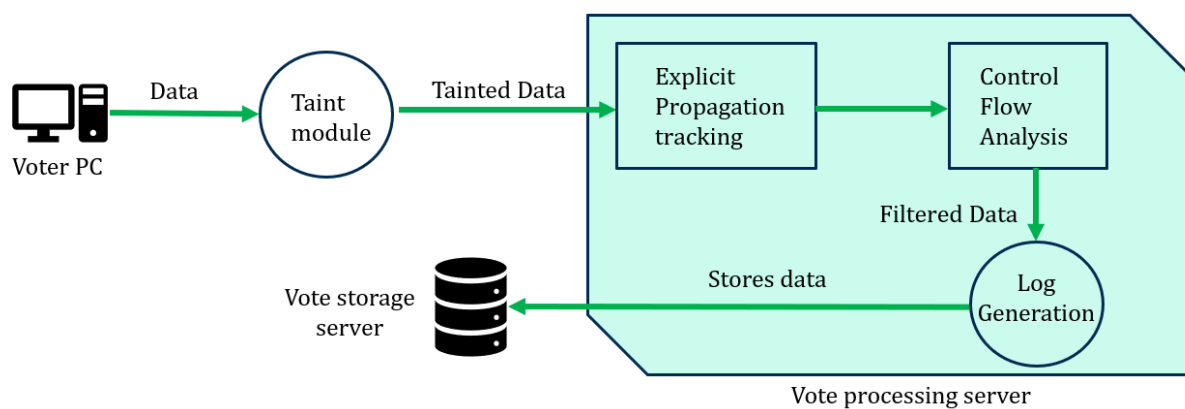 Data
Voter PC
Taint
module
Tainted Data
Explicit
Propagation
tracking
Control
Flow
Analysis
Filtered Data
Log
Generation
Stores data
Vote storage
server
Vote processing server